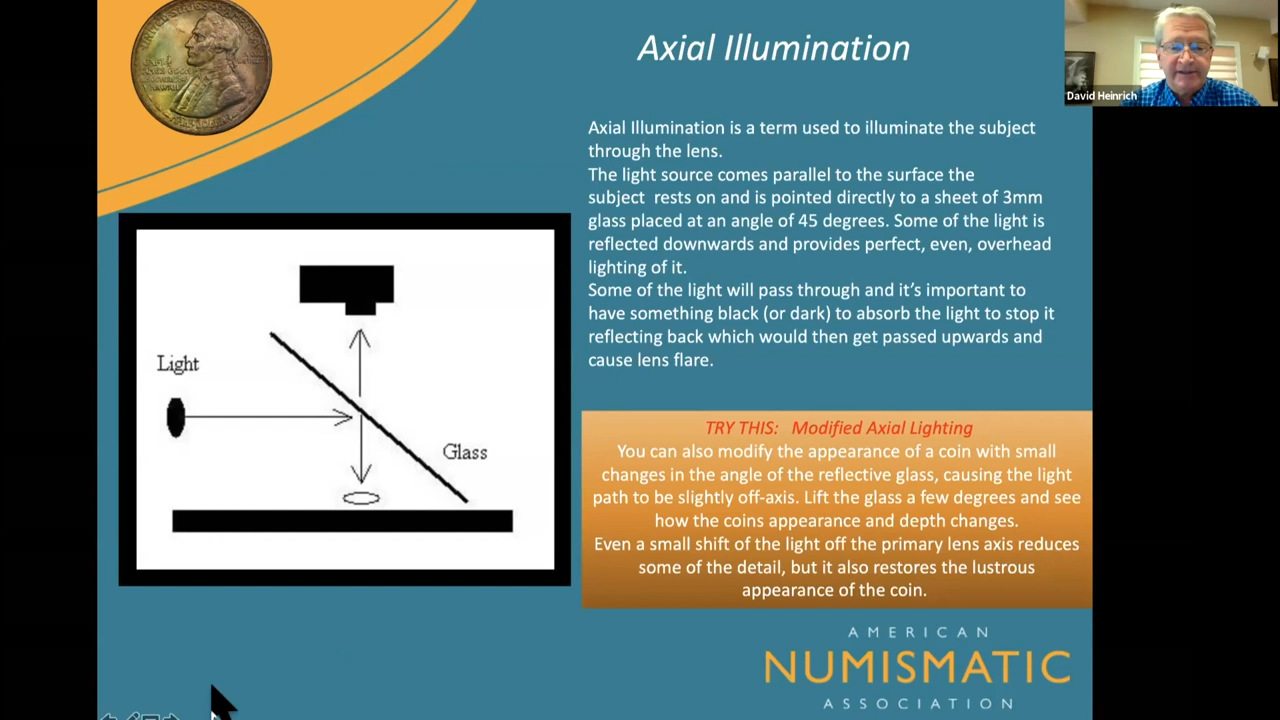 Axial Illumination
David Heinrich
Axial Illumination is a term used to illuminate the subject
through the lens.
The light source comes parallel to the surface the
subject rests on and is pointed directly to a sheet of 3mm
glass placed at an angle of 45 degrees. Some of the light is
reflected downwards and provides perfect, even, overhead
lighting of it.
Some of the light will pass through and it's important to
have something black (or dark) to absorb the light to stop it
reflecting back which would then get passed upwards and
cause lens flare.
Light
Glass
TRY THIS: Modified Axial Lighting
You can also modify the appearance of a coin with small
changes in the angle of the reflective glass, causing the light
path to be slightly off-axis. Lift the glass a few degrees and see
how the coins appearance and depth changes.
Even a small shift of the light off the primary lens axis reduces
some of the detail, but it also restores the lustrous
appearance of the coin.
AMERICAN
NUMISMATIC
ASSOCIATION